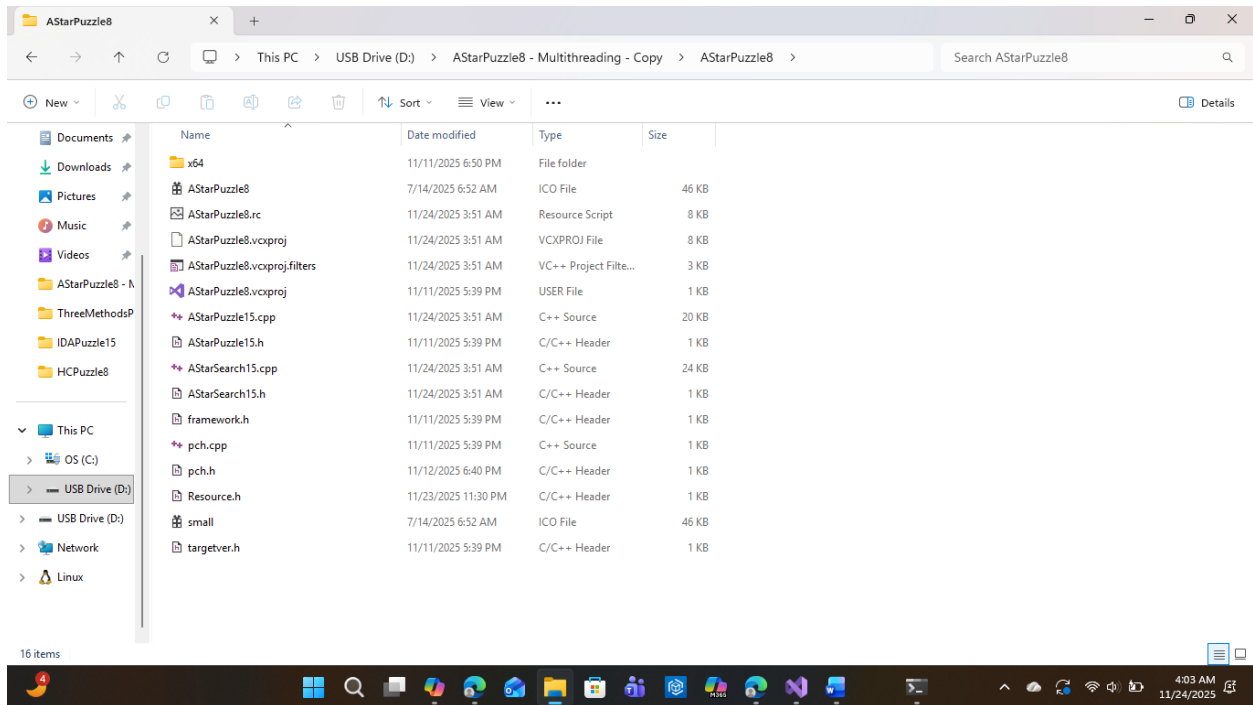 AStarPuzzle8
This PC > USB Drive (D:) > AStarPuzzle8 - Multithreading - Copy > AStarPuzzle8 >
Search AStarPuzzle8
New Sort View ... Details
Documents
Downloads
Pictures
Music
Videos
AStarPuzzle8 - M
ThreeMethodsP
IDAPuzzle15
HCPuzzle8
This PC
OS (C:)
USB Drive (D:)
USB Drive (D:)
Network
Linux
Name Date modified Type Size
x64 11/11/2025 6:50 PM File folder
AStarPuzzle8 7/14/2025 6:52 AM ICO File 46 KB
AStarPuzzle8.rc 11/24/2025 3:51 AM Resource Script 8 KB
AStarPuzzle8.vcxproj 11/24/2025 3:51 AM VCXPROJ File 8 KB
AStarPuzzle8.vcxproj.filters 11/24/2025 3:51 AM VC++ Project Filte... 3 KB
AStarPuzzle8.vcxproj 11/11/2025 5:39 PM USER File 1 KB
AStarPuzzle15.cpp 11/24/2025 3:51 AM C++ Source 20 KB
AStarPuzzle15.h 11/11/2025 5:39 PM C/C++ Header 1 KB
AStarSearch15.cpp 11/24/2025 3:51 AM C++ Source 24 KB
AStarSearch15.h 11/24/2025 3:51 AM C/C++ Header 1 KB
framework.h 11/11/2025 5:39 PM C/C++ Header 1 KB
pch.cpp 11/11/2025 5:39 PM C++ Source 1 KB
pch.h 11/12/2025 6:40 PM C/C++ Header 1 KB
Resource.h 11/23/2025 11:30 PM C/C++ Header 1 KB
small 7/14/2025 6:52 AM ICO File 46 KB
targetver.h 11/11/2025 5:39 PM C/C++ Header 1 KB
16 items
4
M365
4:03 AM
11/24/2025